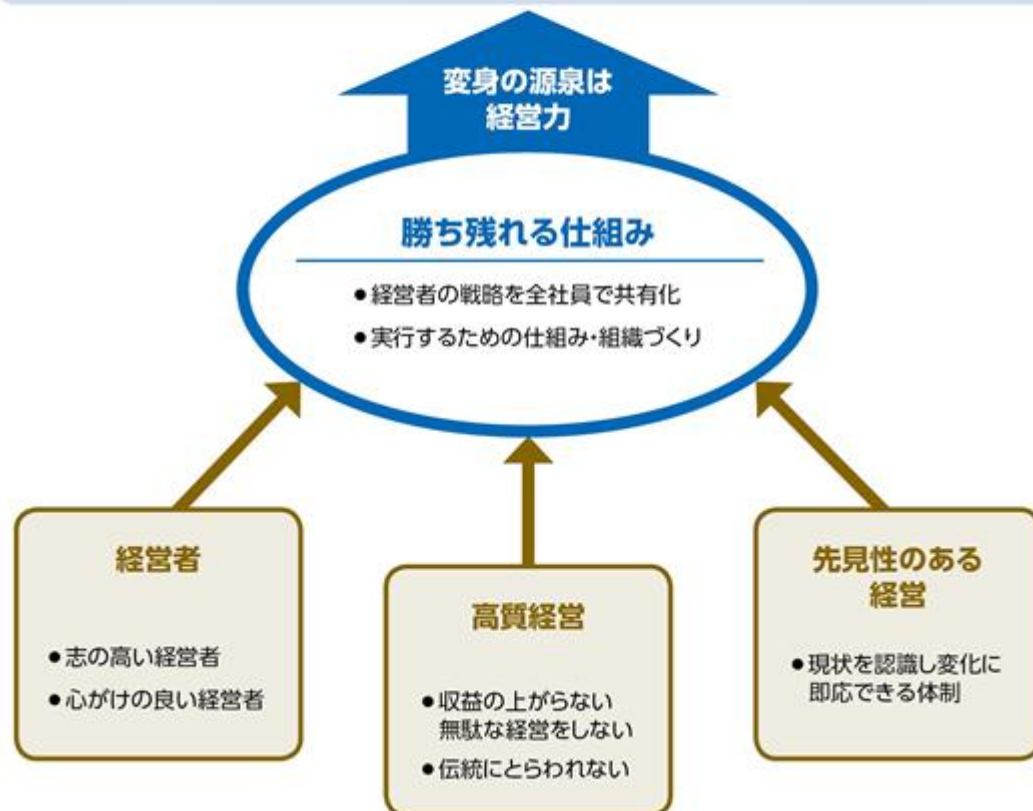 変身の源泉は
経営力
勝ち残れる仕組み
●経営者の戦略を全社員で共有化
●実行するための仕組み・組織づくり
経営者
●志の高い経営者
●心がけの良い経営者
高質経営
●収益の上がらない
無駄な経営をしない
●伝統にとらわれない
先見性のある
経営
●現状を認識し変化に
即応できる体制